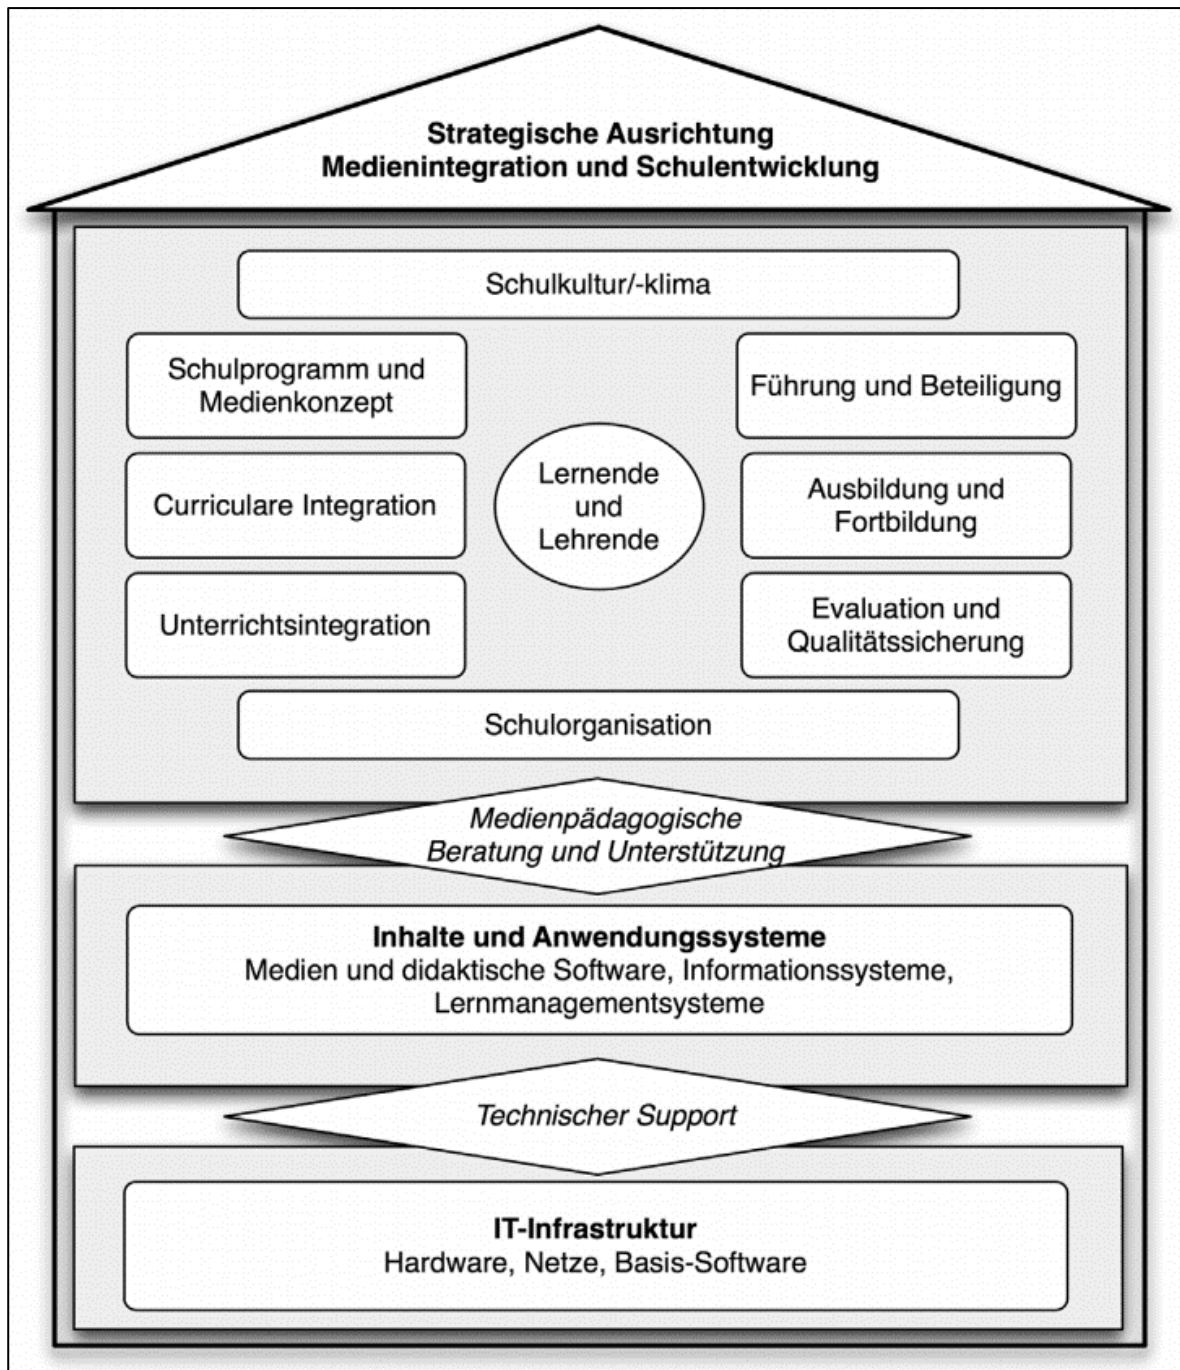 Strategische Ausrichtung
Medienintegration und Schulentwicklung
Schulkultur/-klima
Schulprogramm und
Medienkonzept
Führung und Beteiligung
Curriculare Integration
Lernende
und
Lehrende
Ausbildung und
Fortbildung
Unterrichtsintegration
Evaluation und
Qualitätssicherung
Schulorganisation
Medienpädagogische
Beratung und Unterstützung
Inhalte und Anwendungssysteme
Medien und didaktische Software, Informationssysteme,
Lernmanagementsysteme
Technischer Support
IT-Infrastruktur
Hardware, Netze, Basis-Software